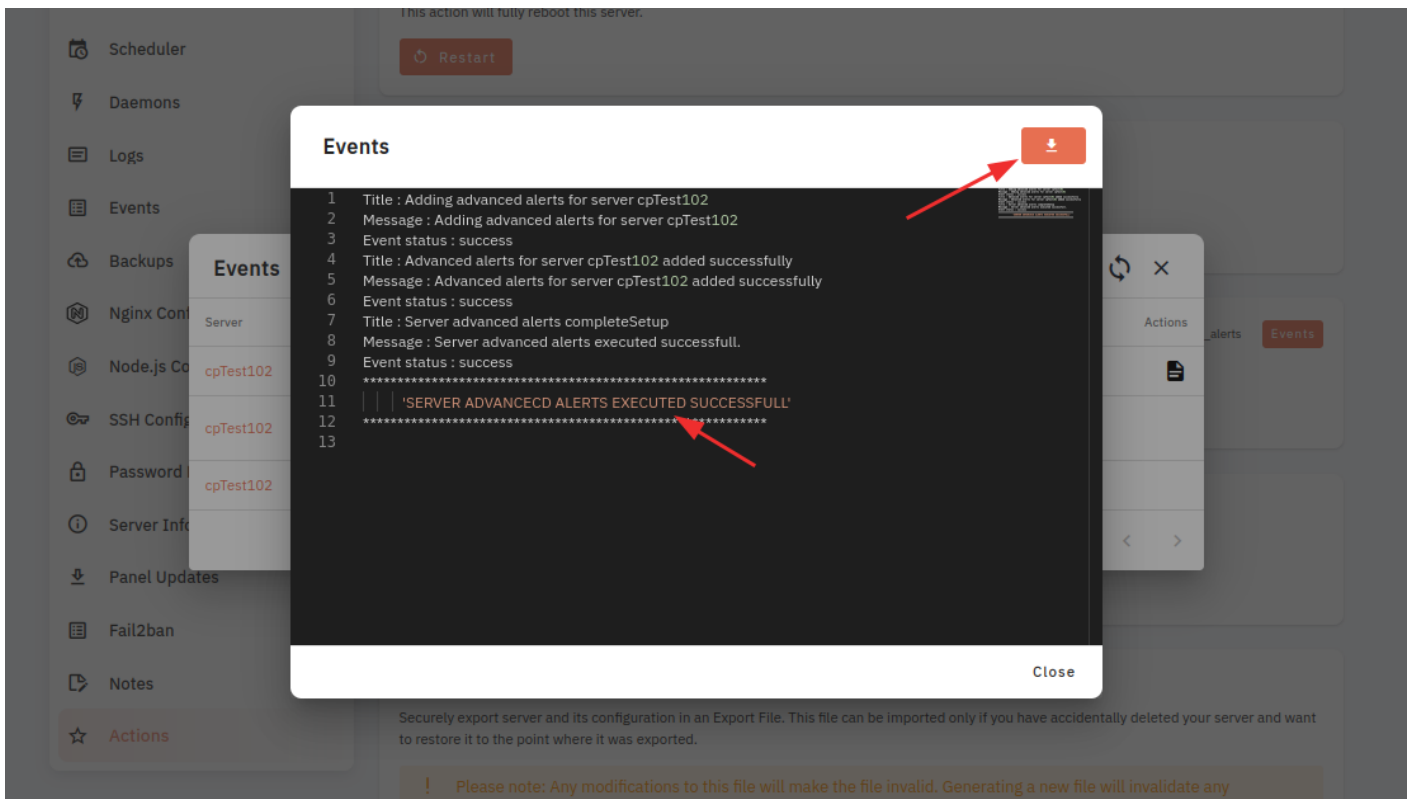 This action will fully reboot this server.
Restart
Scheduler
Daemons
Logs
Events
Backups
Nginx Conf
Node.js Co
SSH Config
Password
Server Info
Panel Updates
Fail2ban
Notes
Actions
Events
Server
Actions
cpTest102
cpTest102
cpTest102
_alerts
Events
Events
1 Title : Adding advanced alerts for server cpTest102
2 Message : Adding advanced alerts for server cpTest102
3 Event status : success
4 Title : Advanced alerts for server cpTest102 added successfully
5 Message : Advanced alerts for server cpTest102 added successfully
6 Event status : success
7 Title : Server advanced alerts completeSetup
8 Message : Server advanced alerts executed successfull.
9 Event status : success
10 ***********************************************************
11 'SERVER ADVANCECD ALERTS EXECUTED SUCCESSFULL'
12 ***********************************************************
13
Close
Securely export server and its configuration in an Export File. This file can be imported only if you have accidentally deleted your server and want
to restore it to the point where it was exported.
! Please note: Any modifications to this file will make the file invalid. Generating a new file will invalidate any